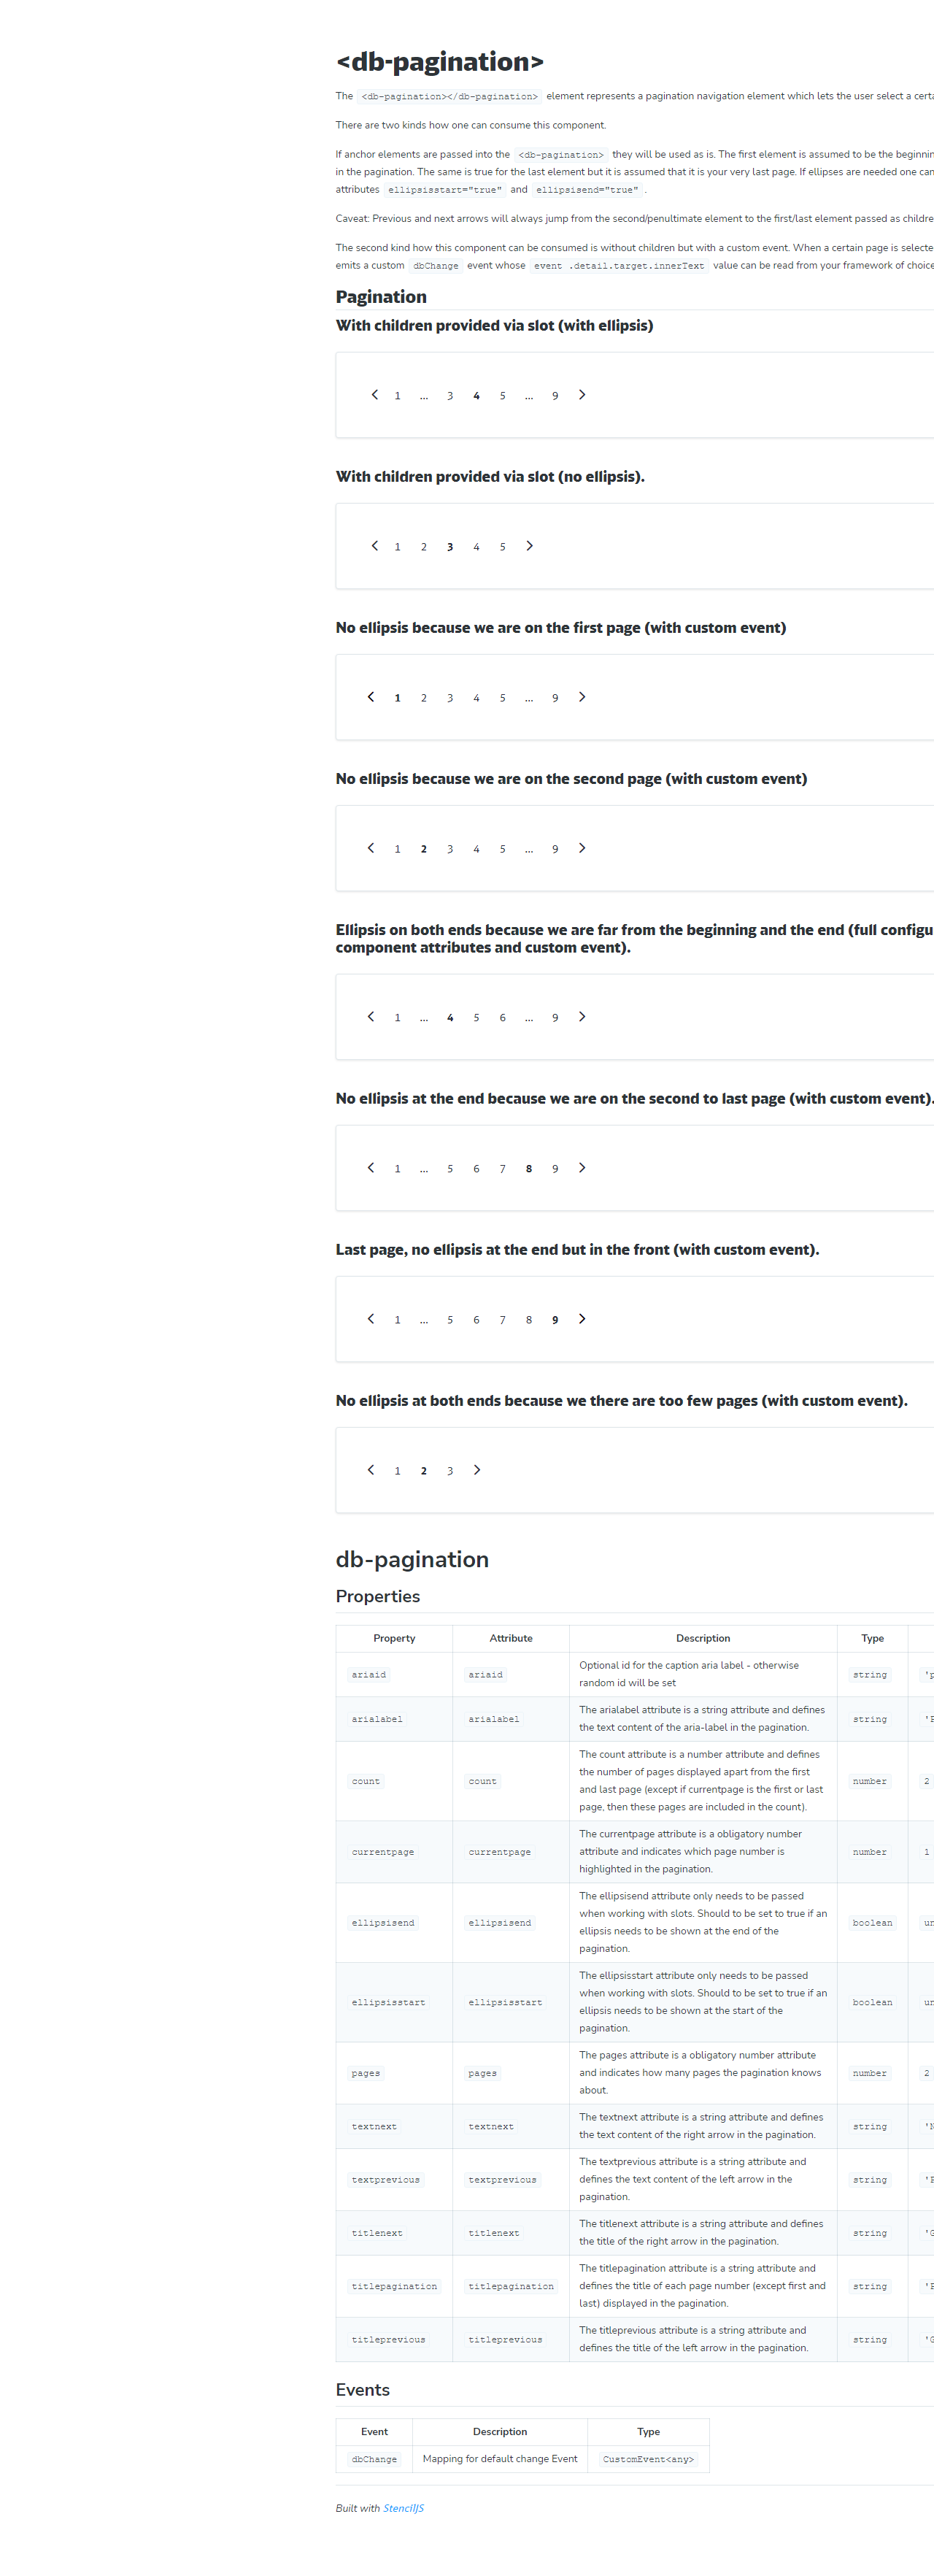 <db-pagination>
The <db-pagination></db-pagination> element represents a pagination navigation element which lets the user select a
There are two kinds how one can consume this component.
If anchor elements are passed into the <db-pagination> they will be used as is. The first element is assumed to be the
in the pagination. The same is true for the last element but it is assumed that it is your very last page. If ellipses are needed one can
attributes ellipsisstart="true" and ellipsisend="true" .
Caveat: Previous and next arrows will always jump from the second/penultimate element to the first/last element passed as
The second kind how this component can be consumed is without children but with a custom event. When a certain page is
emits a custom dbChange event whose event .detail.target.innerText value can be read from your framework of choice
Pagination
With children provided via slot (with ellipsis)
1 ... 3 4 5 ... 9
With children provided via slot (no ellipsis).
1 2 3 4 5
No ellipsis because we are on the first page (with custom event)
1 2 3 4 5 ... 9
No ellipsis because we are on the second page (with custom event)
1 2 3 4 5 ... 9
Ellipsis on both ends because we are far from the beginning and the end (full
component attributes and custom event).
1 ... 4 5 6 ... 9
No ellipsis at the end because we are on the second to last page (with custom event).
1 ... 5 6 7 8 9
Last page, no ellipsis at the end but in the front (with custom event).
1 ... 5 6 7 8 9
No ellipsis at both ends because we there are too few pages (with custom event).
1 2 3
db-pagination
Properties
Property Attribute Description Type
ariaid ariaid Optional id for the caption aria label - otherwise string
random id will be set
arialabel arialabel The arialabel attribute is a string attribute and defines string
the text content of the aria-label in the pagination.
The count attribute is a number attribute and defines
the number of pages displayed apart from the first
count count and last page (except if currentpage is the first or last number 2
page, then these pages are included in the count).
The currentpage attribute is a obligatory number
currentpage currentpage attribute and indicates which page number is number 1
highlighted in the pagination.
The ellipsisend attribute only needs to be passed
when working with slots. Should to be set to true if an
ellipsisend ellipsisend ellipsis needs to be shown at the end of the boolean
pagination.
The ellipsisstart attribute only needs to be passed
when working with slots. Should to be set to true if an
ellipsisstart ellipsisstart ellipsis needs to be shown at the start of the boolean
pagination.
The pages attribute is a obligatory number attribute
pages pages and indicates how many pages the pagination knows number 2
about.
textnext textnext The textnext attribute is a string attribute and defines string
the text content of the right arrow in the pagination.
The textprevious attribute is a string attribute and
textprevious textprevious defines the text content of the left arrow in the string
pagination.
titlenext titlenext The titlenext attribute is a string attribute and defines string
the title of the right arrow in the pagination.
The titlepagination attribute is a string attribute and
titlepagination titlepagination defines the title of each page number (except first and string
last) displayed in the pagination.
titleprevious titleprevious The titleprevious attribute is a string attribute and string
defines the title of the left arrow in the pagination.
Events
Event Description Type
dbChange Mapping for default change Event CustomEvent<any>
Built with StencilJS